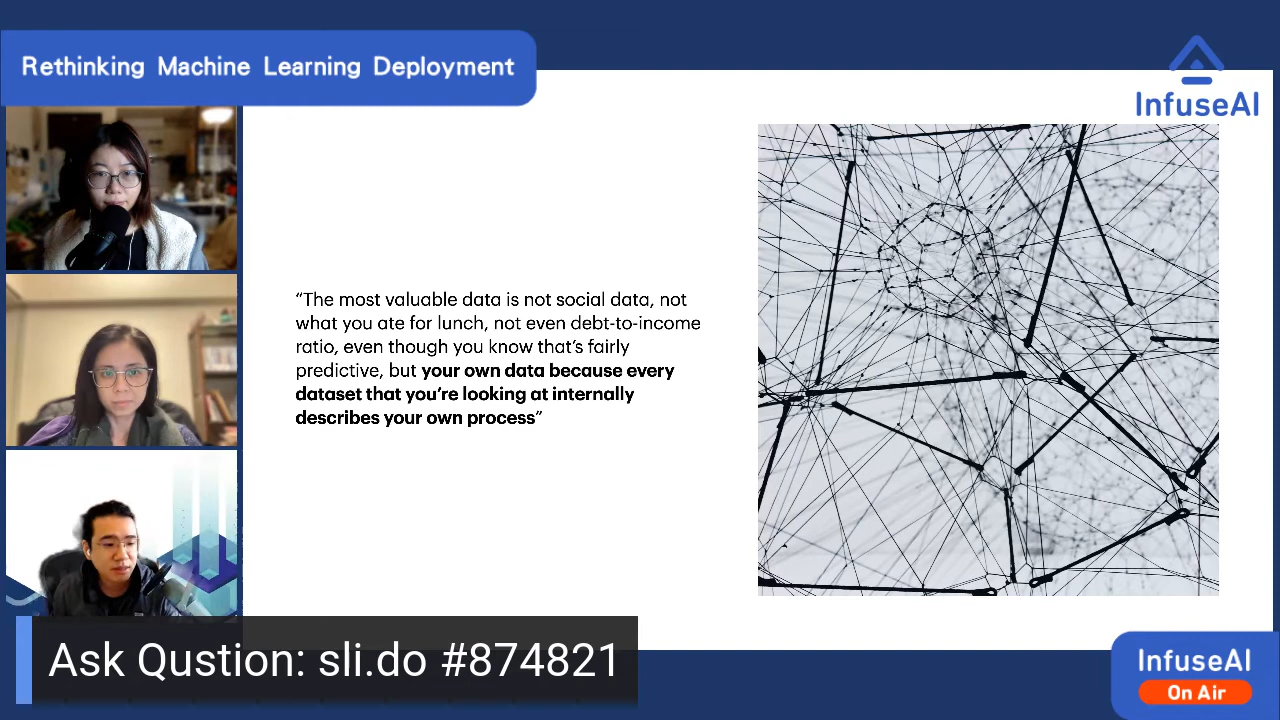 Rethinking Machine Learning Deployment
InfuseAI
“The most valuable data is not social data, not
what you ate for lunch, not even debt-to-income
ratio, even though you know that’s fairly
predictive, but your own data because every
dataset that you’re looking at internally
describes your own process”
Ask Qustion: sli.do #874821
InfuseAI
On Air